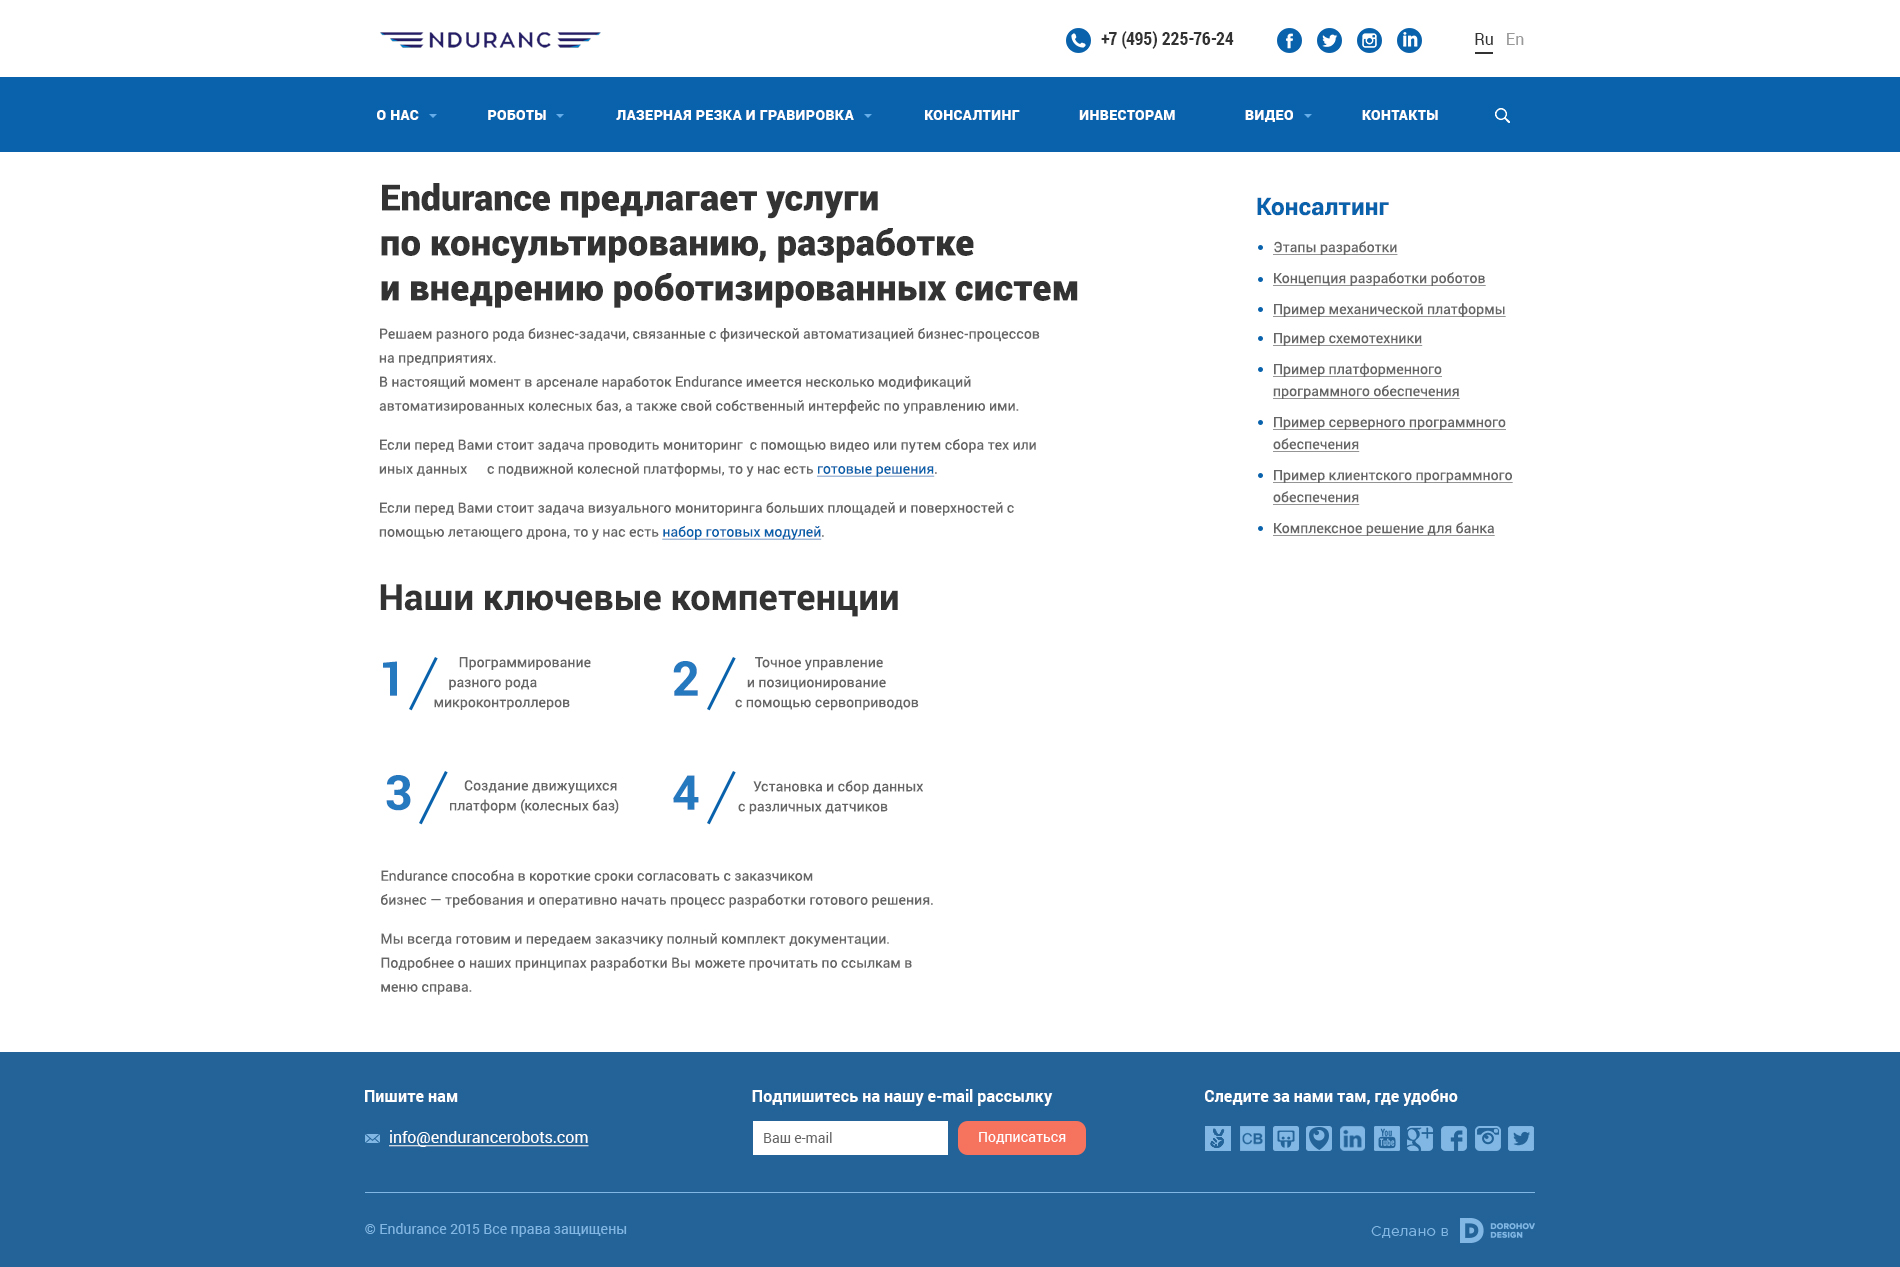 NDURANC
+7 (495) 225-76-24
Ru En
О НАС РОБОТЫ ЛАЗЕРНАЯ РЕЗКА И ГРАВИРОВКА КОНСАЛТИНГ ИНВЕСТОРАМ ВИДЕО КОНТАКТЫ
Endurance предлагает услуги
по консультированию, разработке
и внедрению роботизированных систем
Решаем разного рода бизнес-задачи, связанные с физической автоматизацией бизнес-процессов
на предприятиях.
В настоящий момент в арсенале наработок Endurance имеется несколько модификаций
автоматизированных колесных баз, а также свой собственный интерфейс по управлению ими.
Если перед Вами стоит задача проводить мониторинг с помощью видео или путем сбора тех или
иных данных с подвижной колесной платформы, то у нас есть готовые решения.
Если перед Вами стоит задача визуального мониторинга больших площадей и поверхностей с
помощью летающего дрона, то у нас есть набор готовых модулей.
Консалтинг
Этапы разработки
Концепция разработки роботов
Пример механической платформы
Пример схемотехники
Пример платформенного
программного обеспечения
Пример серверного программного
обеспечения
Пример клиентского программного
обеспечения
Комплексное решение для банка
Наши ключевые компетенции
1
Программирование
разного рода
микроконтроллеров
2
Точное управление
и позиционирование
с помощью сервоприводов
3
Создание движущихся
платформ (колесных баз)
4
Установка и сбор данных
с различных датчиков
Endurance способна в короткие сроки согласовать с заказчиком
бизнес — требования и оперативно начать процесс разработки готового решения.
Мы всегда готовим и передаем заказчику полный комплект документации.
Подробнее о наших принципах разработки Вы можете прочитать по ссылкам в
меню справа.
Пишите нам
info@endurancerobots.com
Подпишитесь на нашу e-mail рассылку
Ваш e-mail
Подписаться
Следите за нами там, где удобно
CB in You Tube g+ f
© Endurance 2015 Все права защищены
Сделано в D DOROHOV
DESIGN